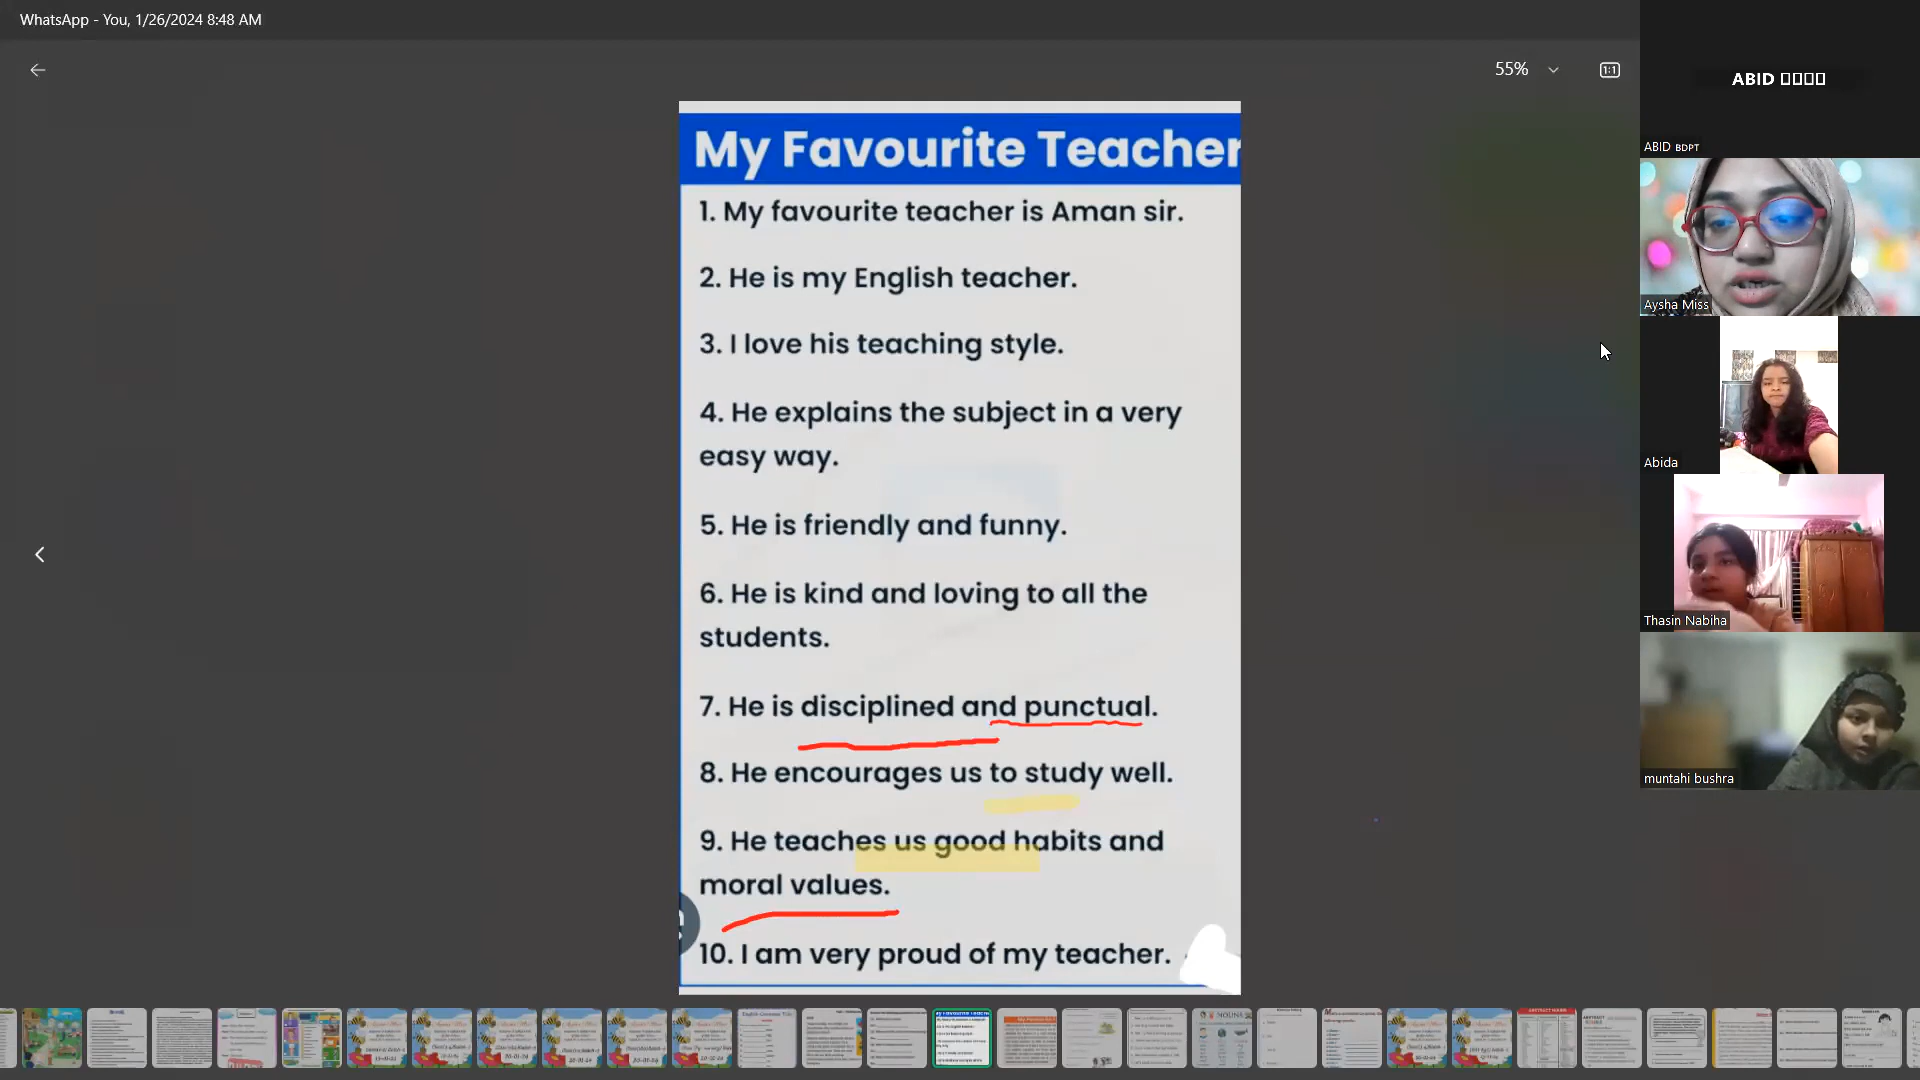 WhatsApp - You, 1/26/2024 8:48 AM
55%
1:1
ABID
ABID BDPT
My Favourite Teacher
1. My favourite teacher is Aman sir.
2. He is my English teacher.
3. I love his teaching style.
4. He explains the subject in a very
easy way.
5. He is friendly and funny.
6. He is kind and loving to all the
students.
7. He is disciplined and punctual.
8. He encourages us to study well.
9. He teaches us good habits and
moral values.
10. I am very proud of my teacher.
Aysha Miss
Abida
Thasin Nabiha
muntahi bushra